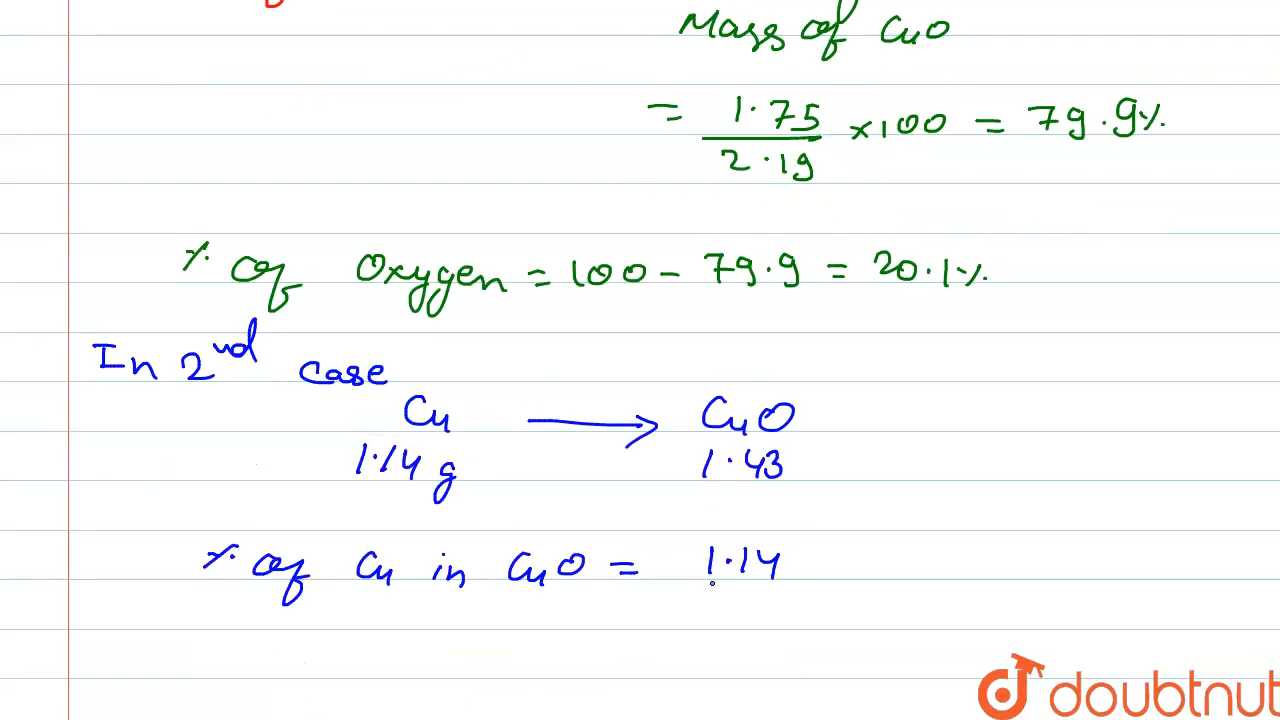 Mass of CuO
= 1.75 / 2.19 ×100 = 79.9%
% of Oxygen = 100 - 79.9 = 20.1%
In 2nd case
Cu ⟶ CuO
1.14 g 1.43
% of Cu in CuO = 1.14
doubtnut